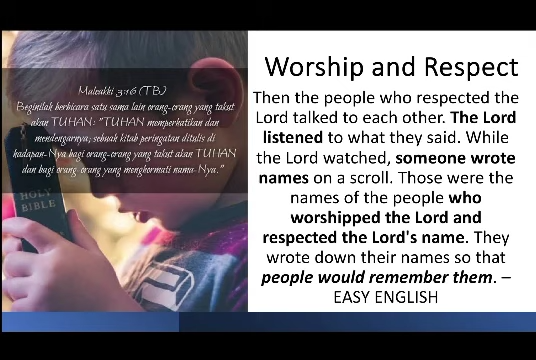 Maleakhi 3:16 (TB)
Beginilah berbicara satu sama lain orang-orang yang takut
akan TUHAN: "TUHAN memperhatikan dan
mendengarnya; sebuah kitab peringatan ditulis di
hadapan-Nya bagi orang-orang yang takut akan TUHAN
dan bagi orang-orang yang menghormati nama-Nya."
HOLY
BIBLE
Worship and Respect
Then the people who respected the
Lord talked to each other. The Lord
listened to what they said. While
the Lord watched, someone wrote
names on a scroll. Those were the
names of the people who
worshipped the Lord and
respected the Lord's name. They
wrote down their names so that
people would remember them. –
EASY ENGLISH